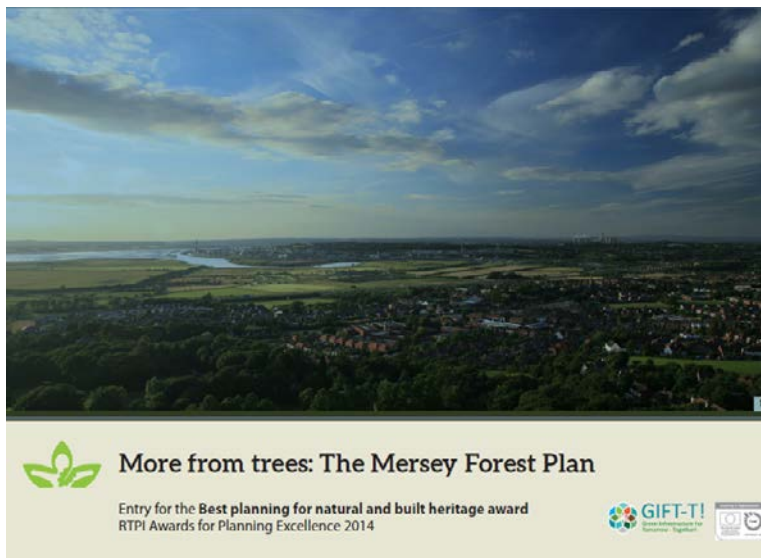 More from trees: The Mersey Forest Plan
Entry for the Best planning for natural and built heritage award
RTPI Awards for Planning Excellence 2014
GIFT-T!
Green Infrastructure for
Tomorrow - Together!